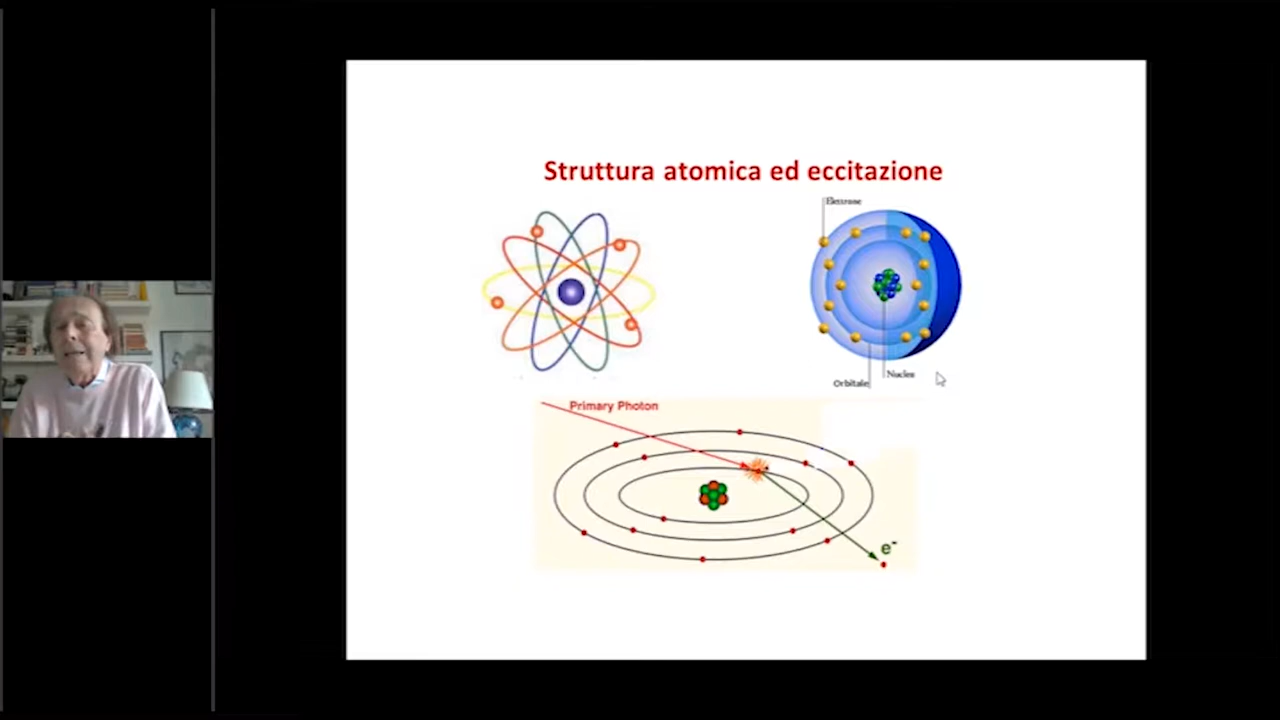 Struttura atomica ed eccitazione
Elettrone
Orbitale
Nucleo
Primary Photon
e-